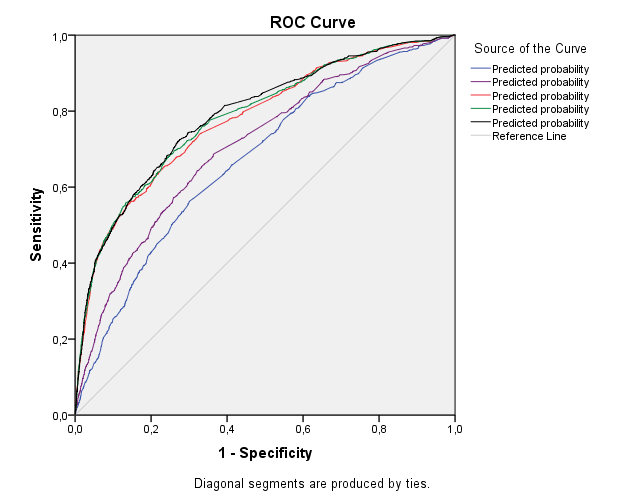 ROC Curve
Source of the Curve
Predicted probability
Predicted probability
Predicted probability
Predicted probability
Predicted probability
Reference Line
Sensitivity
1,0
0,8
0,6
0,4
0,2
0,0
0,0 0,2 0,4 0,6 0,8 1,0
1 - Specificity
Diagonal segments are produced by ties.